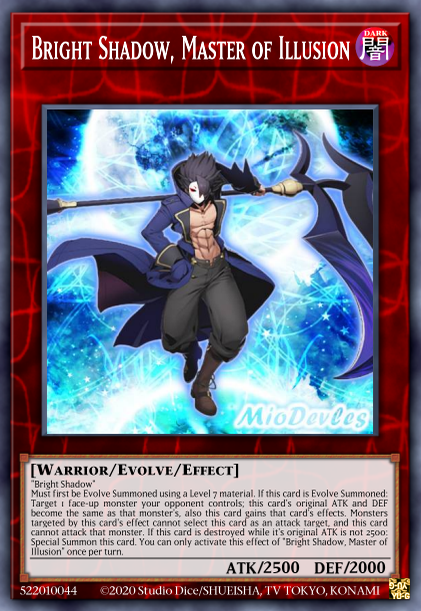 Bright Shadow, Master of Illusion
DARK
闇
MioDevles
[Warrior/Evolve/Effect]
"Bright Shadow"
Must first be Evolve Summoned using a Level 7 material. If this card is Evolve Summoned:
Target 1 face-up monster your opponent controls; this card's original ATK and DEF
become the same as that monster's, also this card gains that card's effects. Monsters
targeted by this card's effect cannot select this card as an attack target, and this card
cannot attack that monster. If this card is destroyed while it's original ATK is not 2500:
Special Summon this card. You can only activate this effect of "Bright Shadow, Master of
Illusion" once per turn.
ATK/2500 DEF/2000
522010044 ©2020 Studio Dice/SHUEISHA, TV TOKYO, KONAMI